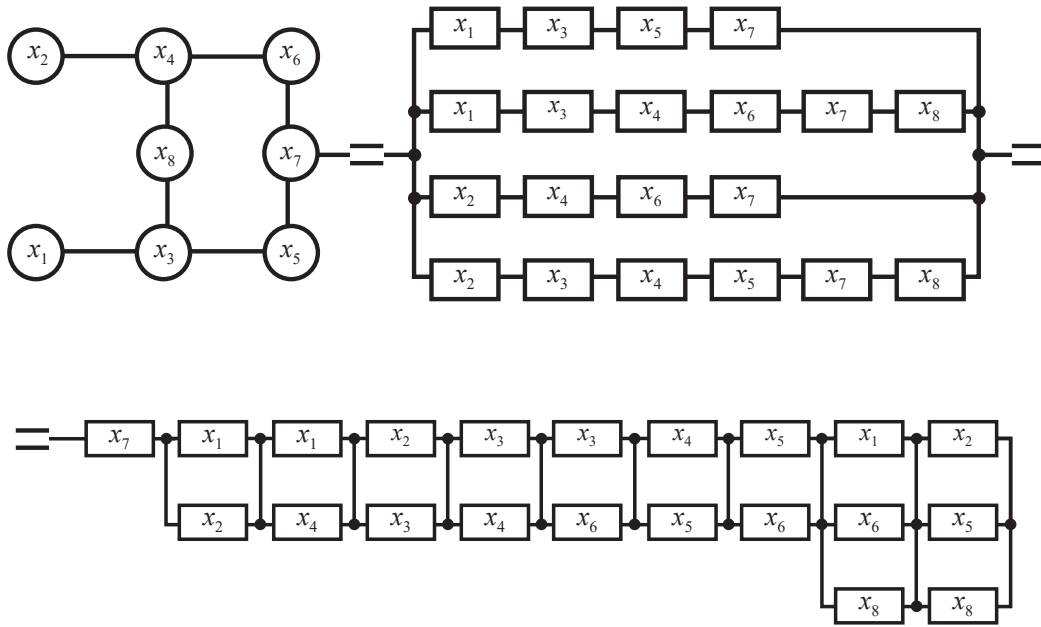 x₁ x₃ x₅ x₇
x₂ x₄ x₆
x₁ x₃ x₄ x₆ x₇ x₈
x₈ x₇
x₂ x₄ x₆ x₇
x₁ x₃ x₅
x₂ x₃ x₄ x₅ x₇ x₈
x₇ x₁ x₁ x₂ x₃ x₃ x₄ x₅ x₁ x₂
x₂ x₄ x₃ x₄ x₆ x₅ x₆ x₆ x₅
x₈ x₈